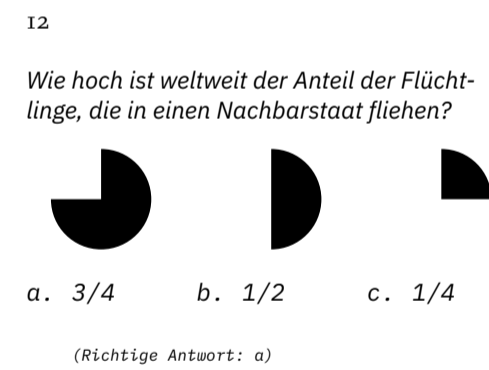 12
Wie hoch ist weltweit der Anteil der Flücht-
linge, die in einen Nachbarstaat fliehen?
a. 3/4 b. 1/2 c. 1/4
(Richtige Antwort: a)